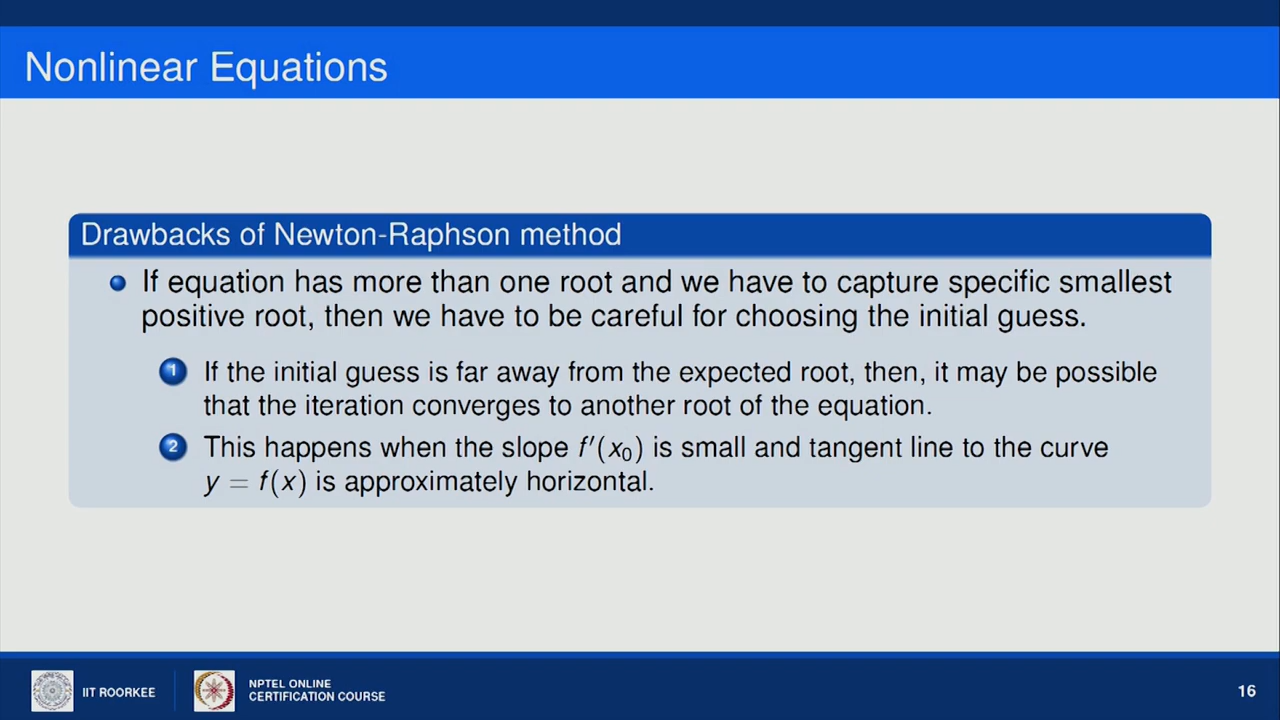 Nonlinear Equations
Drawbacks of Newton-Raphson method
If equation has more than one root and we have to capture specific smallest
positive root, then we have to be careful for choosing the initial guess.
1 If the initial guess is far away from the expected root, then, it may be possible
that the iteration converges to another root of the equation.
2 This happens when the slope f′(x₀) is small and tangent line to the curve
y = f(x) is approximately horizontal.
IIT ROORKEE
NPTEL ONLINE
CERTIFICATION COURSE
16